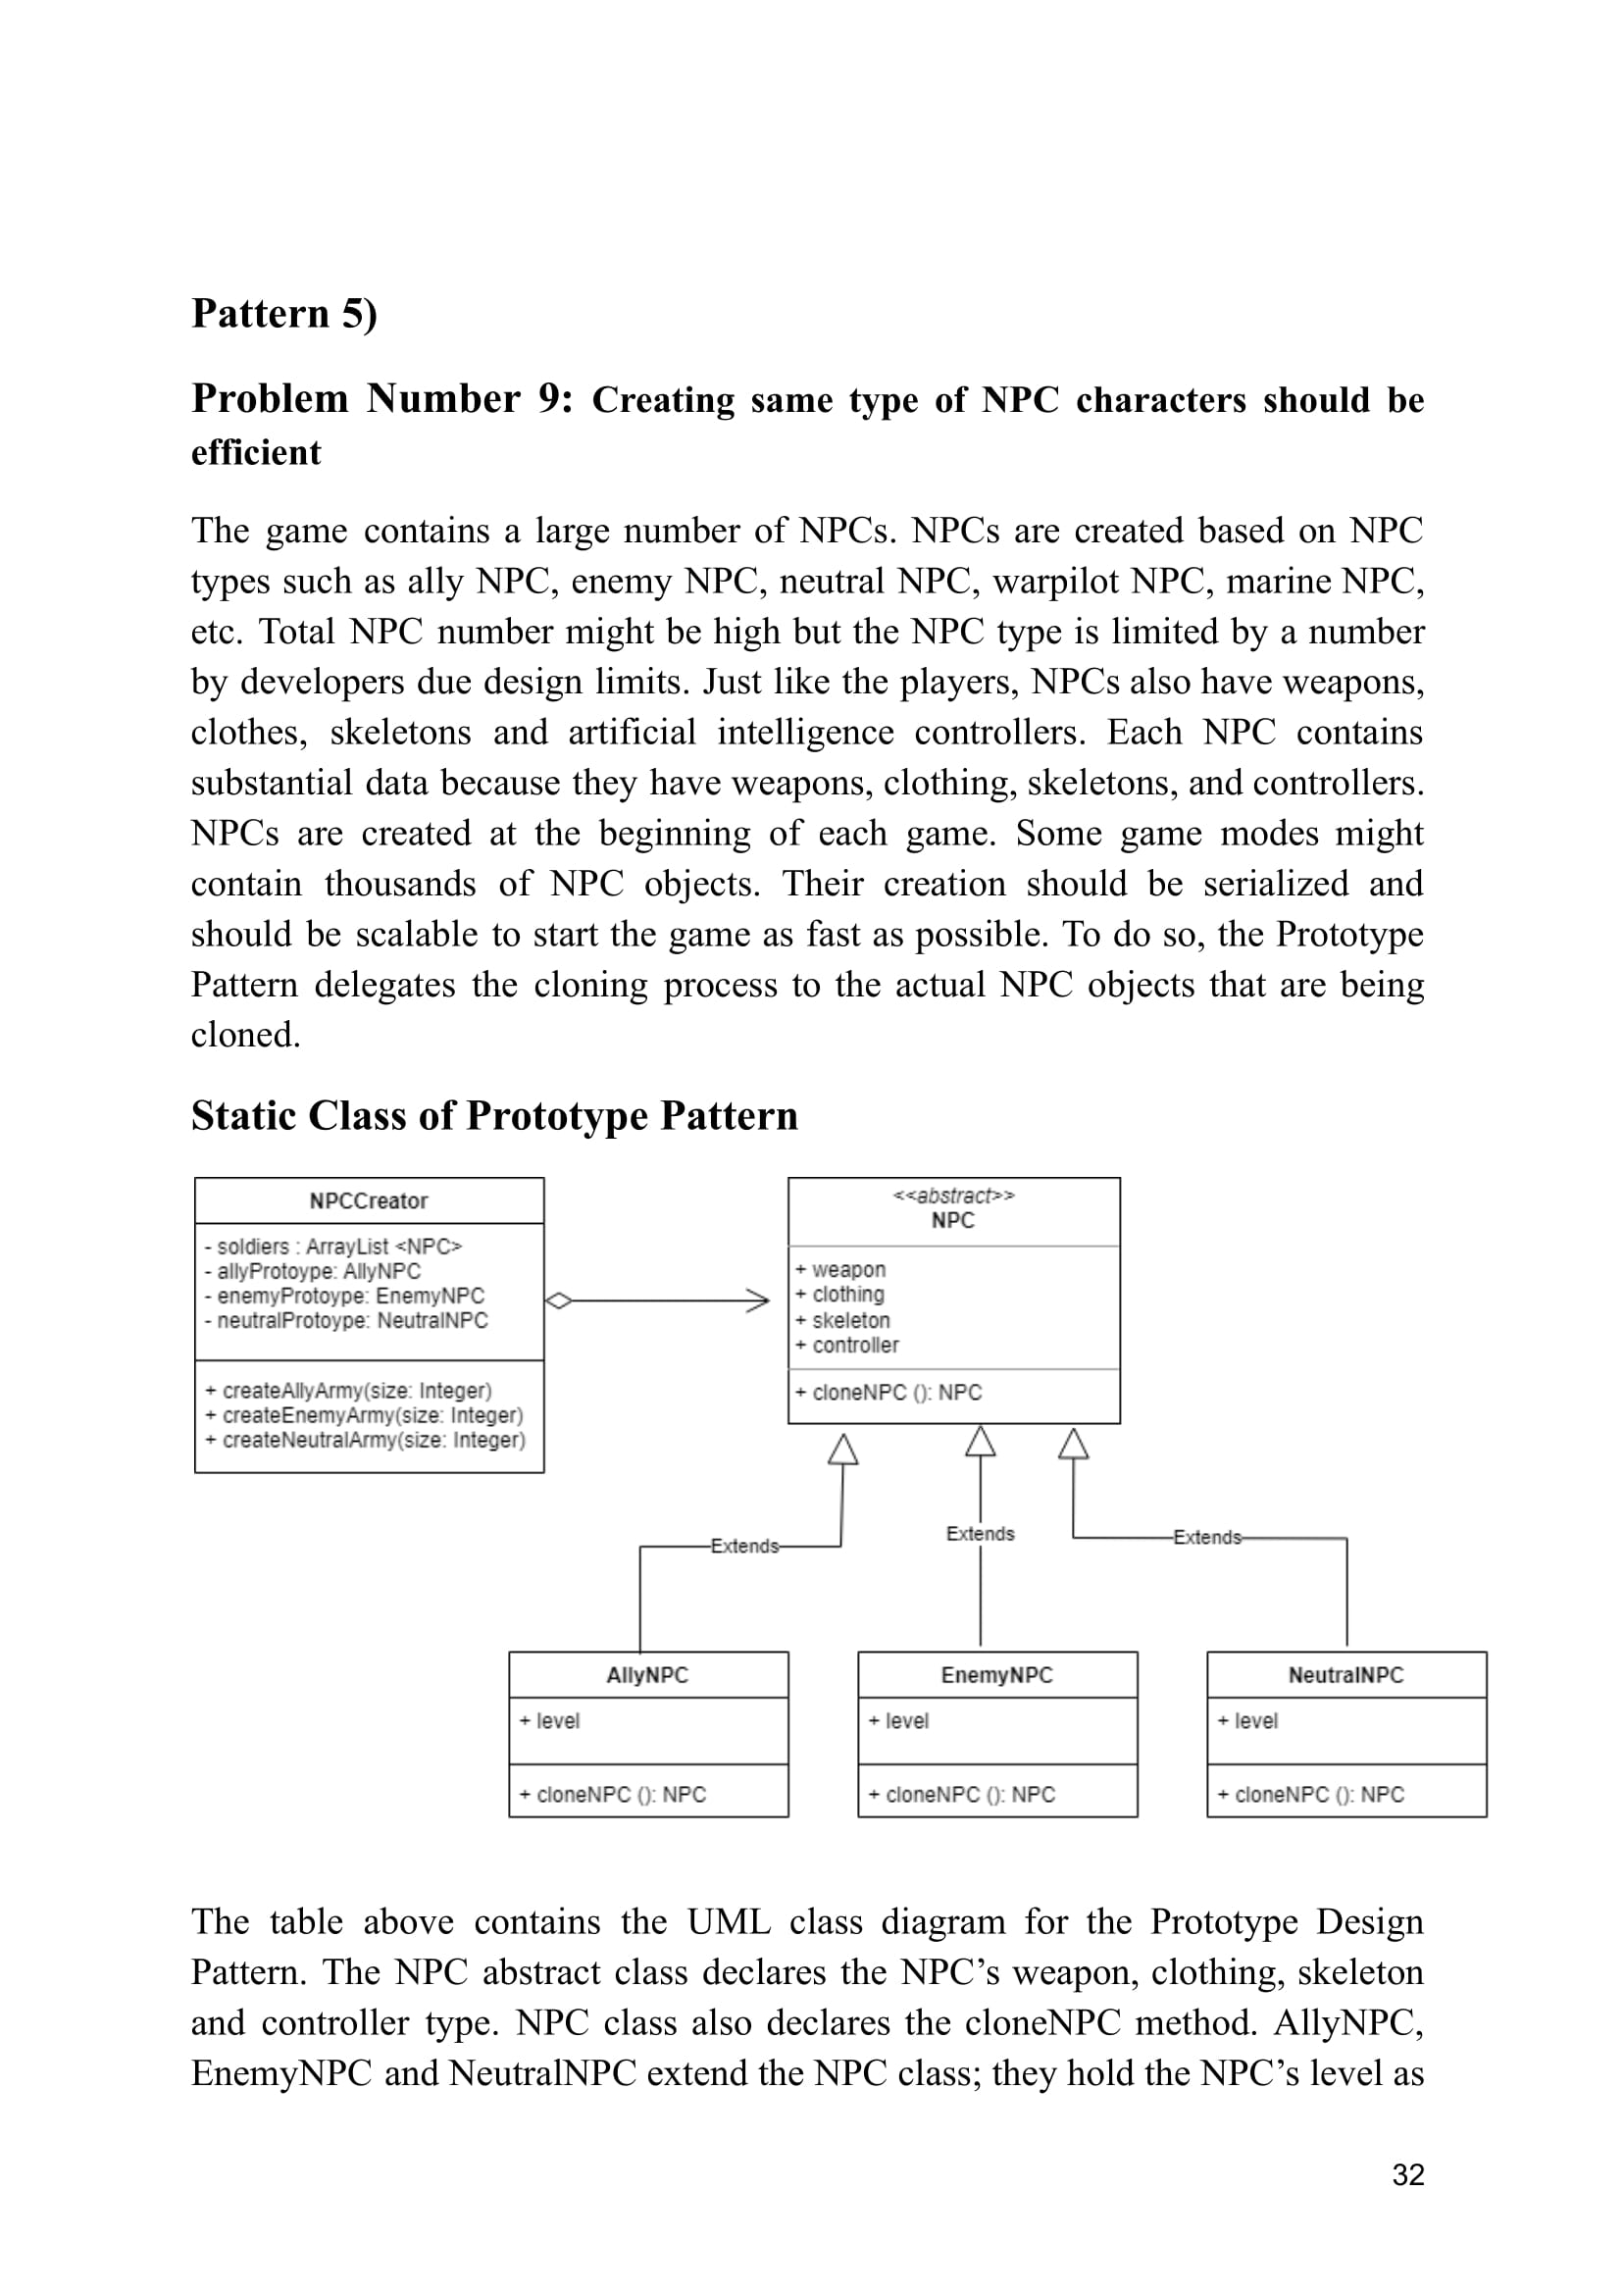 Pattern 5)
Problem Number 9: Creating same type of NPC characters should be
efficient
The game contains a large number of NPCs. NPCs are created based on NPC
types such as ally NPC, enemy NPC, neutral NPC, warpilot NPC, marine NPC,
etc. Total NPC number might be high but the NPC type is limited by a number
by developers due design limits. Just like the players, NPCs also have weapons,
clothes, skeletons and artificial intelligence controllers. Each NPC contains
substantial data because they have weapons, clothing, skeletons, and controllers.
NPCs are created at the beginning of each game. Some game modes might
contain thousands of NPC objects. Their creation should be serialized and
should be scalable to start the game as fast as possible. To do so, the Prototype
Pattern delegates the cloning process to the actual NPC objects that are being
cloned.
Static Class of Prototype Pattern
NPCCreator
- soldiers : ArrayList <NPC>
- allyProtoype: AllyNPC
- enemyProtoype: EnemyNPC
- neutralProtoype: NeutralNPC
+ createAllyArmy(size: Integer)
+ createEnemyArmy(size: Integer)
+ createNeutralArmy(size: Integer)
<<abstract>>
NPC
+ weapon
+ clothing
+ skeleton
+ controller
+ cloneNPC (): NPC
Extends
Extends
Extends
AllyNPC
+ level
+ cloneNPC (): NPC
EnemyNPC
+ level
+ cloneNPC (): NPC
NeutralNPC
+ level
+ cloneNPC (): NPC
The table above contains the UML class diagram for the Prototype Design
Pattern. The NPC abstract class declares the NPC’s weapon, clothing, skeleton
and controller type. NPC class also declares the cloneNPC method. AllyNPC,
EnemyNPC and NeutralNPC extend the NPC class; they hold the NPC’s level as
32